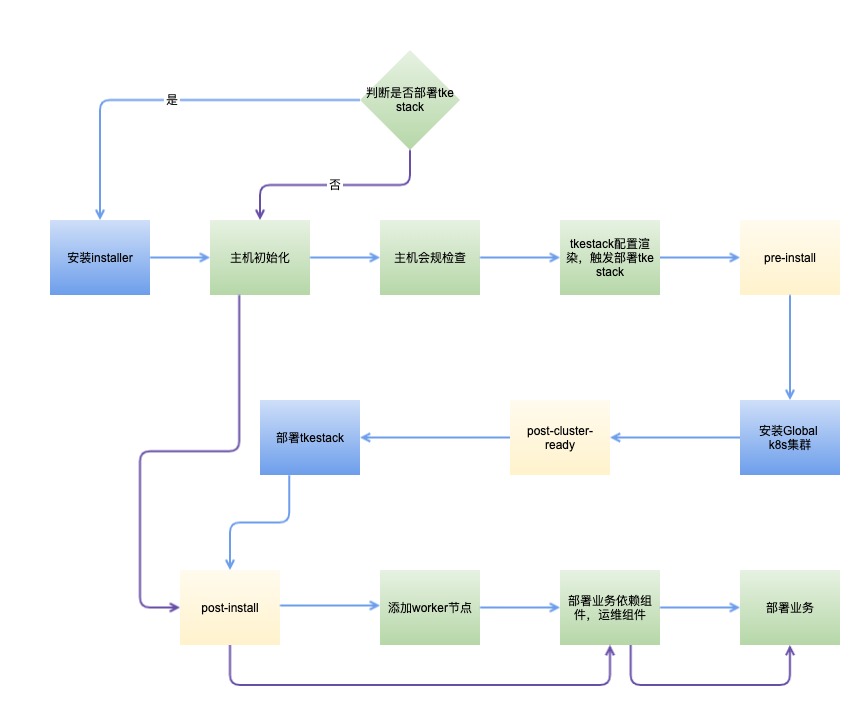 判断是否部署tke
stack
是
否
安装installer
主机初始化
主机会规检查
tkestack配置渲
染，触发部署tke
stack
pre-install
部署tkestack
post-cluster-
ready
安装Global
k8s集群
post-install
添加worker节点
部署业务依赖组
件，运维组件
部署业务